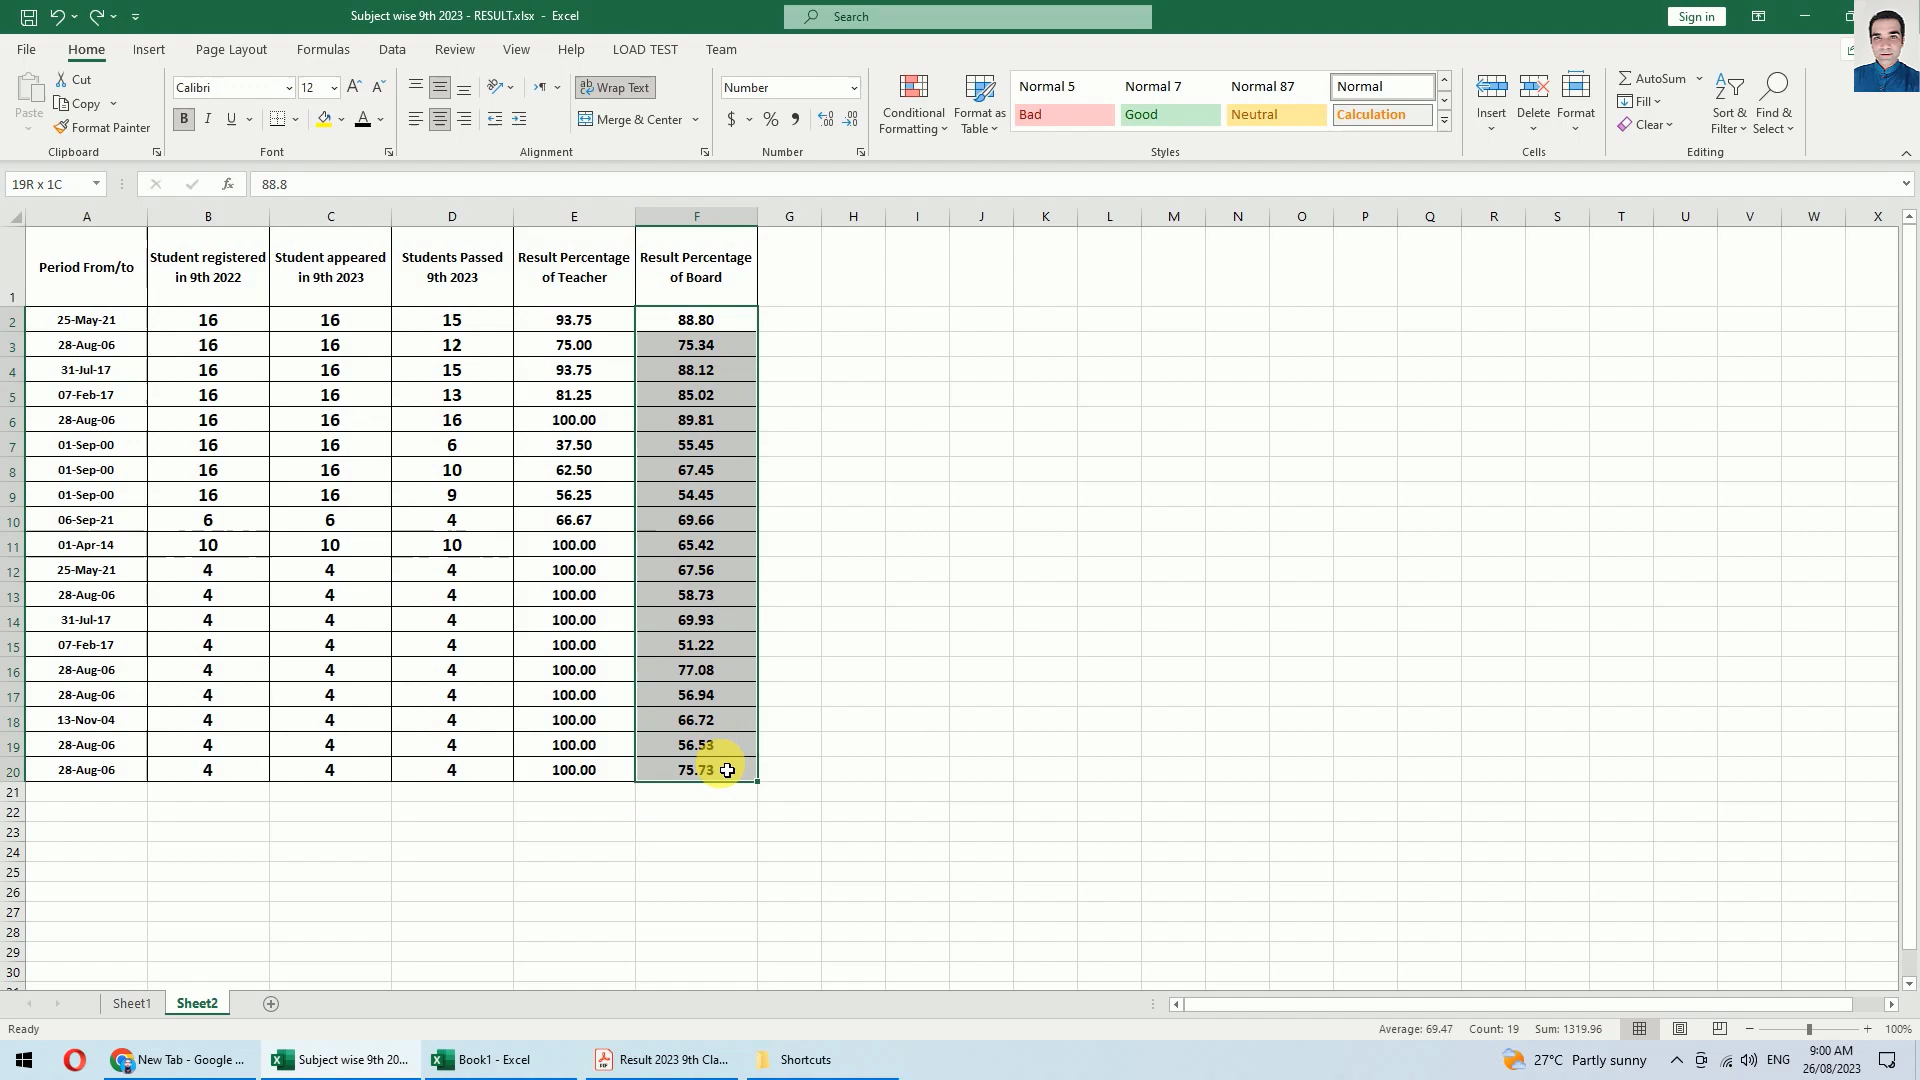 Subject wise 9th 2023 - RESULT.xlsx - Excel
Search
Sign in
File Home Insert Page Layout Formulas Data Review View Help LOAD TEST Team
Paste
Cut
Copy
Format Painter
Clipboard
Calibri 12
B I U A
Font
ab Wrap Text
Merge & Center
Alignment
Number
$ % 9
Number
Conditional Formatting
Format as Table
Normal 5 Normal 7 Normal 87 Normal
Bad Good Neutral Calculation
Styles
Insert Delete Format
Cells
AutoSum
Fill
Clear
Sort & Filter
Find & Select
Editing
19R x 1C fx 88.8
A B C D E F G H I J K L M N O P Q R S T U V W X
1 Period From/to Student registered in 9th 2022 Student appeared in 9th 2023 Students Passed 9th 2023 Result Percentage of Teacher Result Percentage of Board
2 25-May-21 16 16 15 93.75 88.80
3 28-Aug-06 16 16 12 75.00 75.34
4 31-Jul-17 16 16 15 93.75 88.12
5 07-Feb-17 16 16 13 81.25 85.02
6 28-Aug-06 16 16 16 100.00 89.81
7 01-Sep-00 16 16 6 37.50 55.45
8 01-Sep-00 16 16 10 62.50 67.45
9 01-Sep-00 16 16 9 56.25 54.45
10 06-Sep-21 6 6 4 66.67 69.66
11 01-Apr-14 10 10 10 100.00 65.42
12 25-May-21 4 4 4 100.00 67.56
13 28-Aug-06 4 4 4 100.00 58.73
14 31-Jul-17 4 4 4 100.00 69.93
15 07-Feb-17 4 4 4 100.00 51.22
16 28-Aug-06 4 4 4 100.00 77.08
17 28-Aug-06 4 4 4 100.00 56.94
18 13-Nov-04 4 4 4 100.00 66.72
19 28-Aug-06 4 4 4 100.00 56.53
20 28-Aug-06 4 4 4 100.00 75.73
21
22
23
24
25
26
27
28
29
30
Sheet1 Sheet2
Ready Average: 69.47 Count: 19 Sum: 1319.96 100%
New Tab - Google ... Subject wise 9th 20... Book1 - Excel Result 2023 9th Cla... Shortcuts 27°C Partly sunny ENG 9:00 AM
26/08/2023